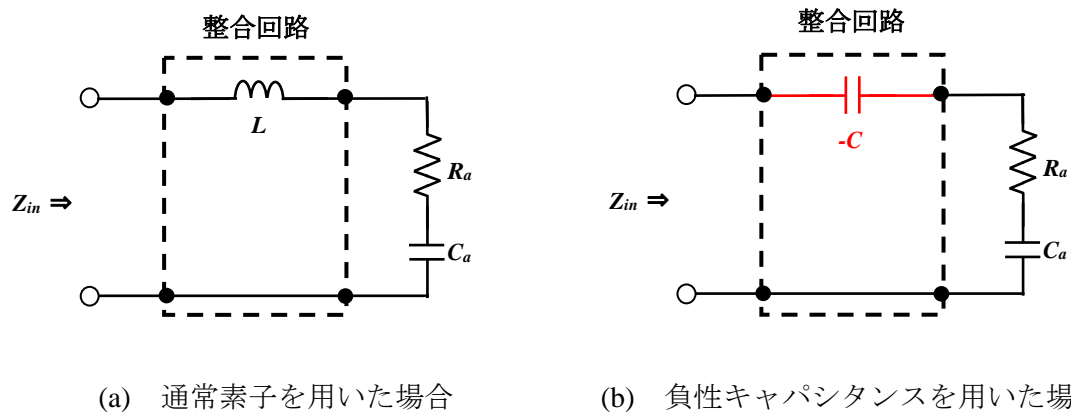 整合回路
L
Ra
Zin ⇒
Ca
(a) 通常素子を用いた場合
整合回路
-C
Ra
Zin ⇒
Ca
(b) 負性キャパシタンスを用いた場